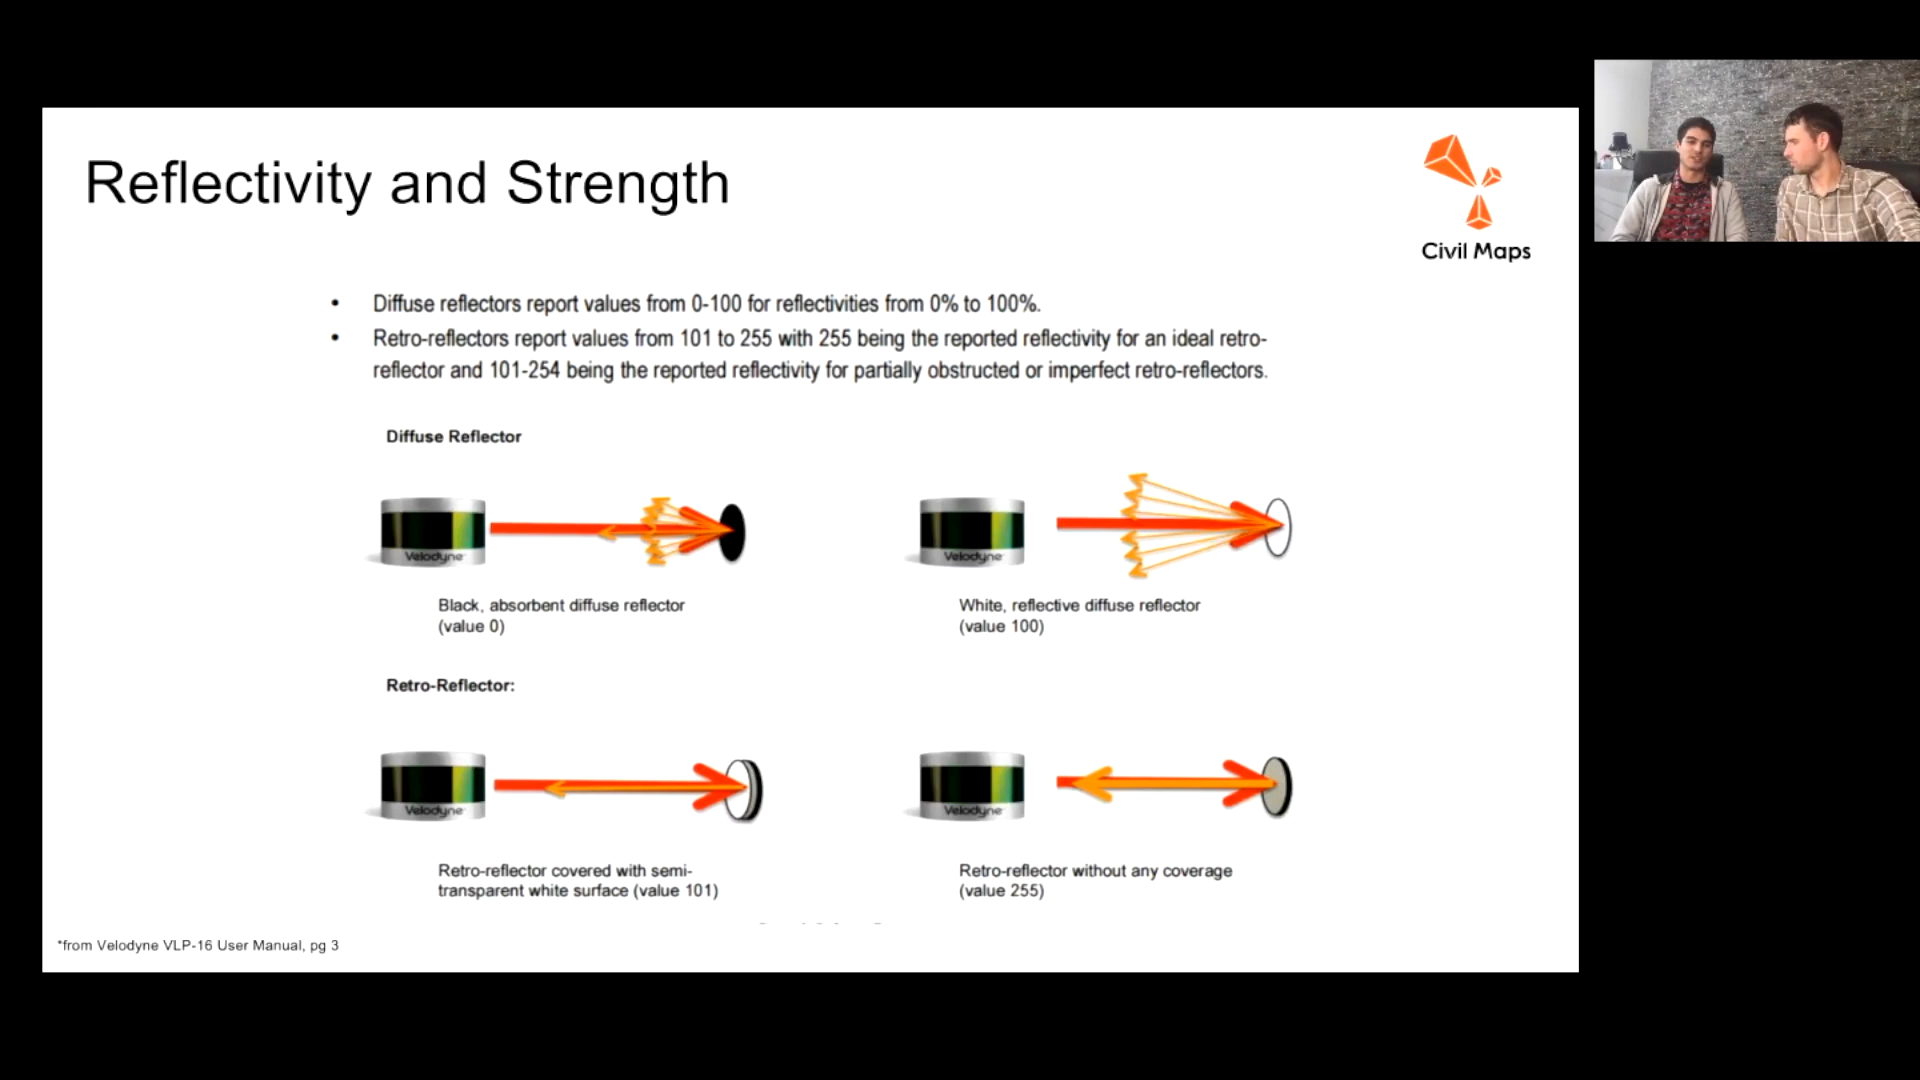 Reflectivity and Strength
Civil Maps
• Diffuse reflectors report values from 0-100 for reflectivities from 0% to 100%.
• Retro-reflectors report values from 101 to 255 with 255 being the reported reflectivity for an ideal retro-
reflector and 101-254 being the reported reflectivity for partially obstructed or imperfect retro-reflectors.
Diffuse Reflector
Velodyne
Velodyne
Black, absorbent diffuse reflector
(value 0)
White, reflective diffuse reflector
(value 100)
Retro-Reflector:
Velodyne
Velodyne
Retro-reflector covered with semi-
transparent white surface (value 101)
Retro-reflector without any coverage
(value 255)
*from Velodyne VLP-16 User Manual, pg 3